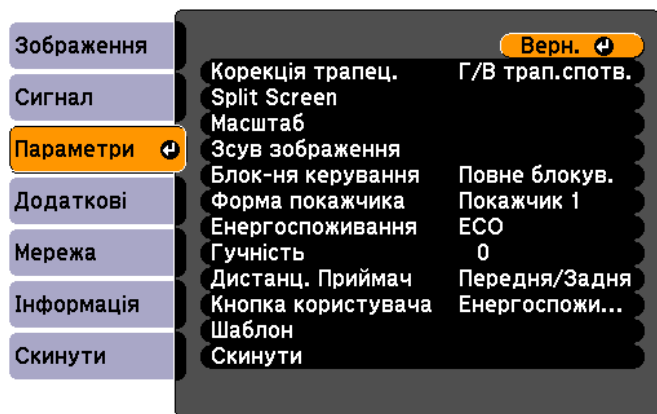 Зображення
Сигнал
Параметри
Додаткові
Мережа
Інформація
Скинути
Верн.
Корекція трапец. Г/В трап.спотв.
Split Screen
Масштаб
Зсув зображення
Блок-ня керування Повне блокув.
Форма покажчика Покажчик 1
Енергоспоживання ECO
Гучність 0
Дистанц. Приймач Передня/Задня
Кнопка користувача Енергоспожи...
Шаблон
Скинути